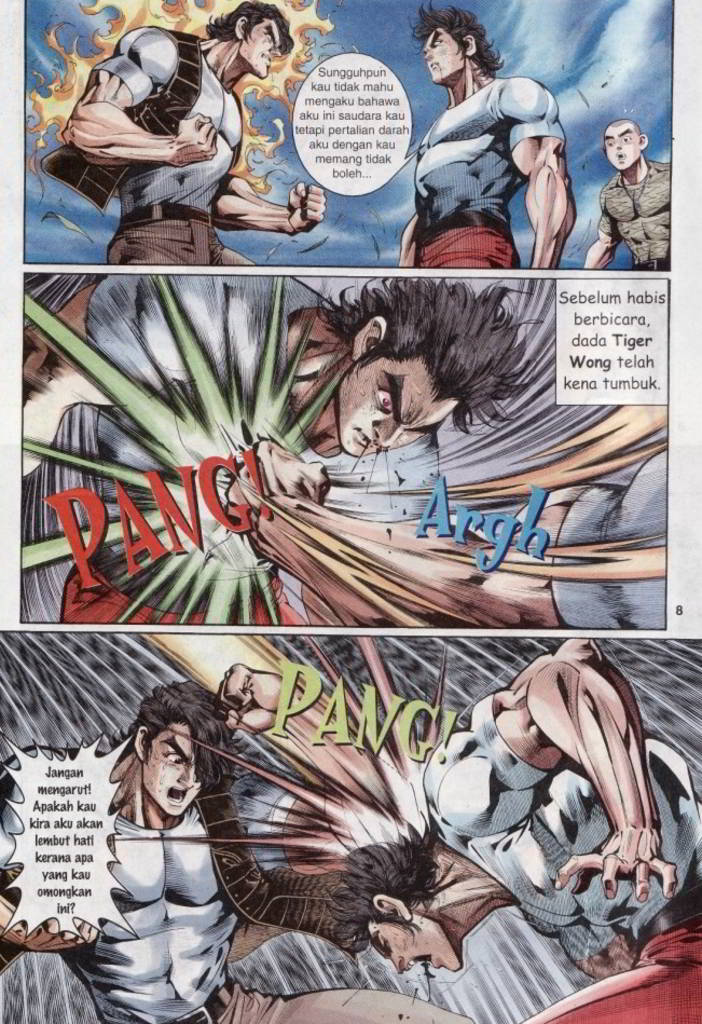 Sungguhpun
kau tidak mahu
mengaku bahawa
aku ini saudara kau
tetapi pertalian darah
aku dengan kau
memang tidak
boleh...
Sebelum habis
berbicara,
dada Tiger
Wong telah
kena tumbuk.
PANG!
Argh
8
PANG!
Jangan
mengarut!
Apakah kau
kira aku akan
lembut hati
kerana apa
yang kau
omongkan
ini?